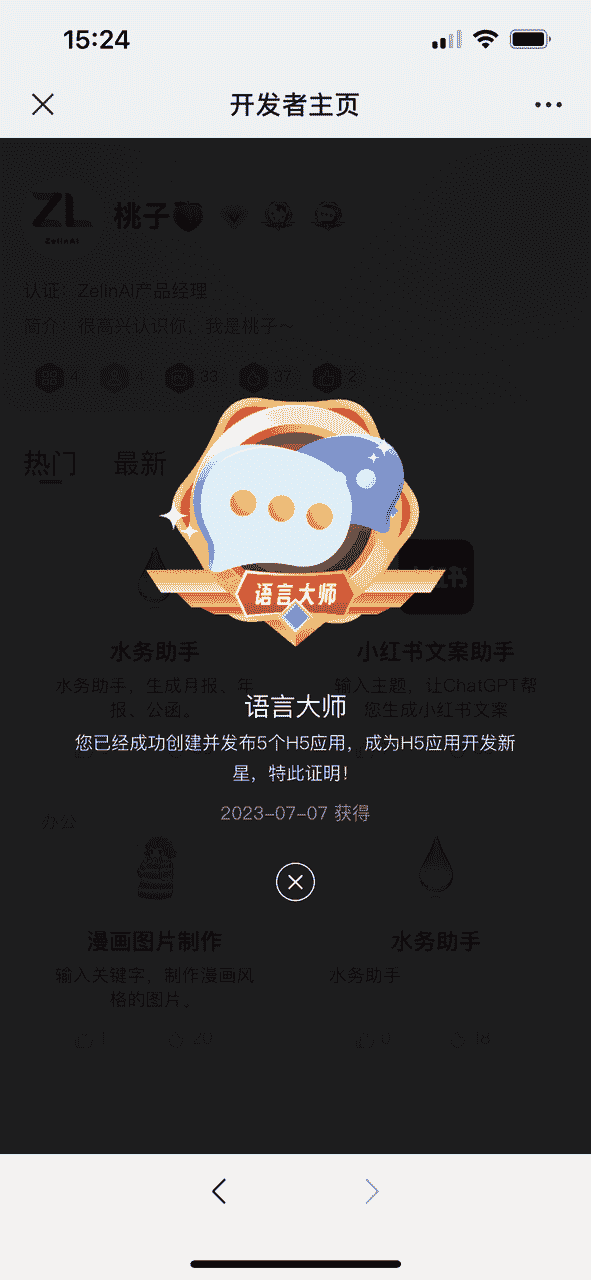 15:24
开发者主页
ZL
ZelinAI
桃子
认证：ZelinAI产品经理
简介：很高兴认识你，我是桃子～
4
4
33
37
2
热门
最新
语言大师
水务助手
小红书文案助手
水务助手，生成月报、年
报、公函。
输入主题，让ChatGPT帮
您生成小红书文案
语言大师
您已经成功创建并发布5个H5应用，成为H5应用开发新
星，特此证明！
2023-07-07 获得
办公
漫画图片制作
水务助手
输入关键字，制作漫画风
格的图片。
水务助手
1
20
0
18